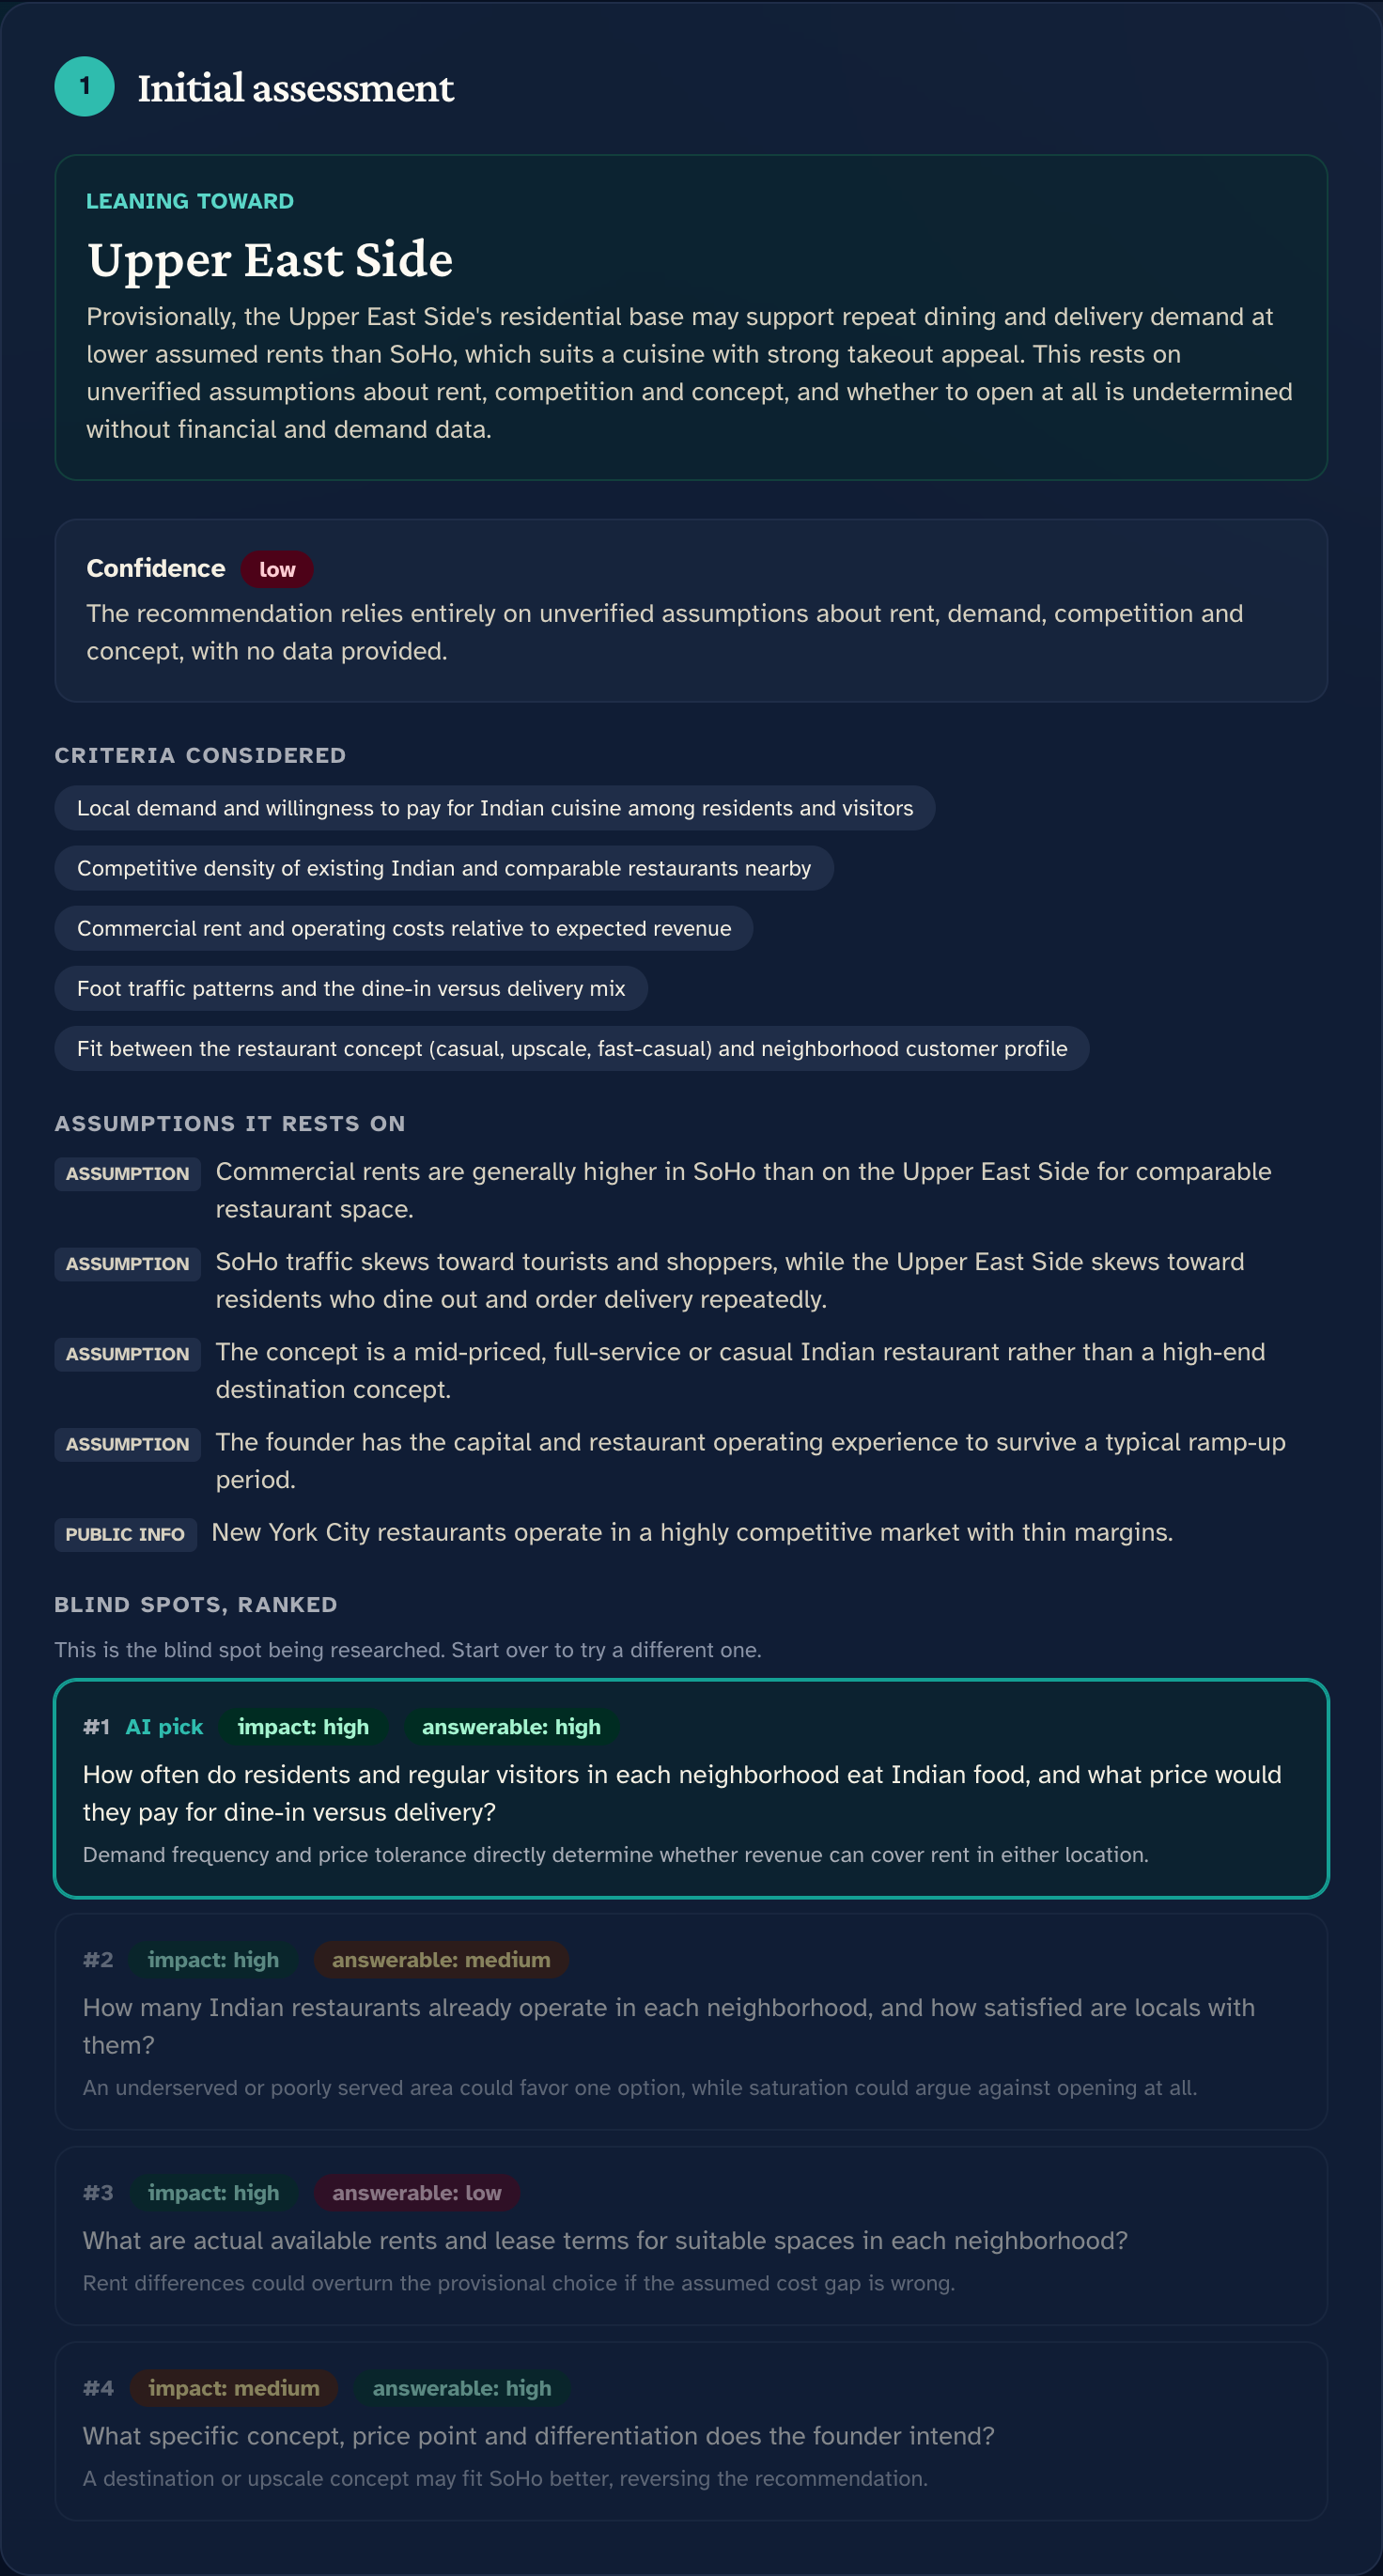 1 Initial assessment
LEANING TOWARD
Upper East Side
Provisionally, the Upper East Side's residential base may support repeat dining and delivery demand at
lower assumed rents than SoHo, which suits a cuisine with strong takeout appeal. This rests on
unverified assumptions about rent, competition and concept, and whether to open at all is undetermined
without financial and demand data.
Confidence low
The recommendation relies entirely on unverified assumptions about rent, demand, competition and
concept, with no data provided.
CRITERIA CONSIDERED
Local demand and willingness to pay for Indian cuisine among residents and visitors
Competitive density of existing Indian and comparable restaurants nearby
Commercial rent and operating costs relative to expected revenue
Foot traffic patterns and the dine-in versus delivery mix
Fit between the restaurant concept (casual, upscale, fast-casual) and neighborhood customer profile
ASSUMPTIONS IT RESTS ON
ASSUMPTION Commercial rents are generally higher in SoHo than on the Upper East Side for comparable
restaurant space.
ASSUMPTION SoHo traffic skews toward tourists and shoppers, while the Upper East Side skews toward
residents who dine out and order delivery repeatedly.
ASSUMPTION The concept is a mid-priced, full-service or casual Indian restaurant rather than a high-end
destination concept.
ASSUMPTION The founder has the capital and restaurant operating experience to survive a typical ramp-up
period.
PUBLIC INFO New York City restaurants operate in a highly competitive market with thin margins.
BLIND SPOTS, RANKED
This is the blind spot being researched. Start over to try a different one.
#1 AI pick impact: high answerable: high
How often do residents and regular visitors in each neighborhood eat Indian food, and what price would
they pay for dine-in versus delivery?
Demand frequency and price tolerance directly determine whether revenue can cover rent in either location.
#2 impact: high answerable: medium
How many Indian restaurants already operate in each neighborhood, and how satisfied are locals with
them?
An underserved or poorly served area could favor one option, while saturation could argue against opening at all.
#3 impact: high answerable: low
What are actual available rents and lease terms for suitable spaces in each neighborhood?
Rent differences could overturn the provisional choice if the assumed cost gap is wrong.
#4 impact: medium answerable: high
What specific concept, price point and differentiation does the founder intend?
A destination or upscale concept may fit SoHo better, reversing the recommendation.